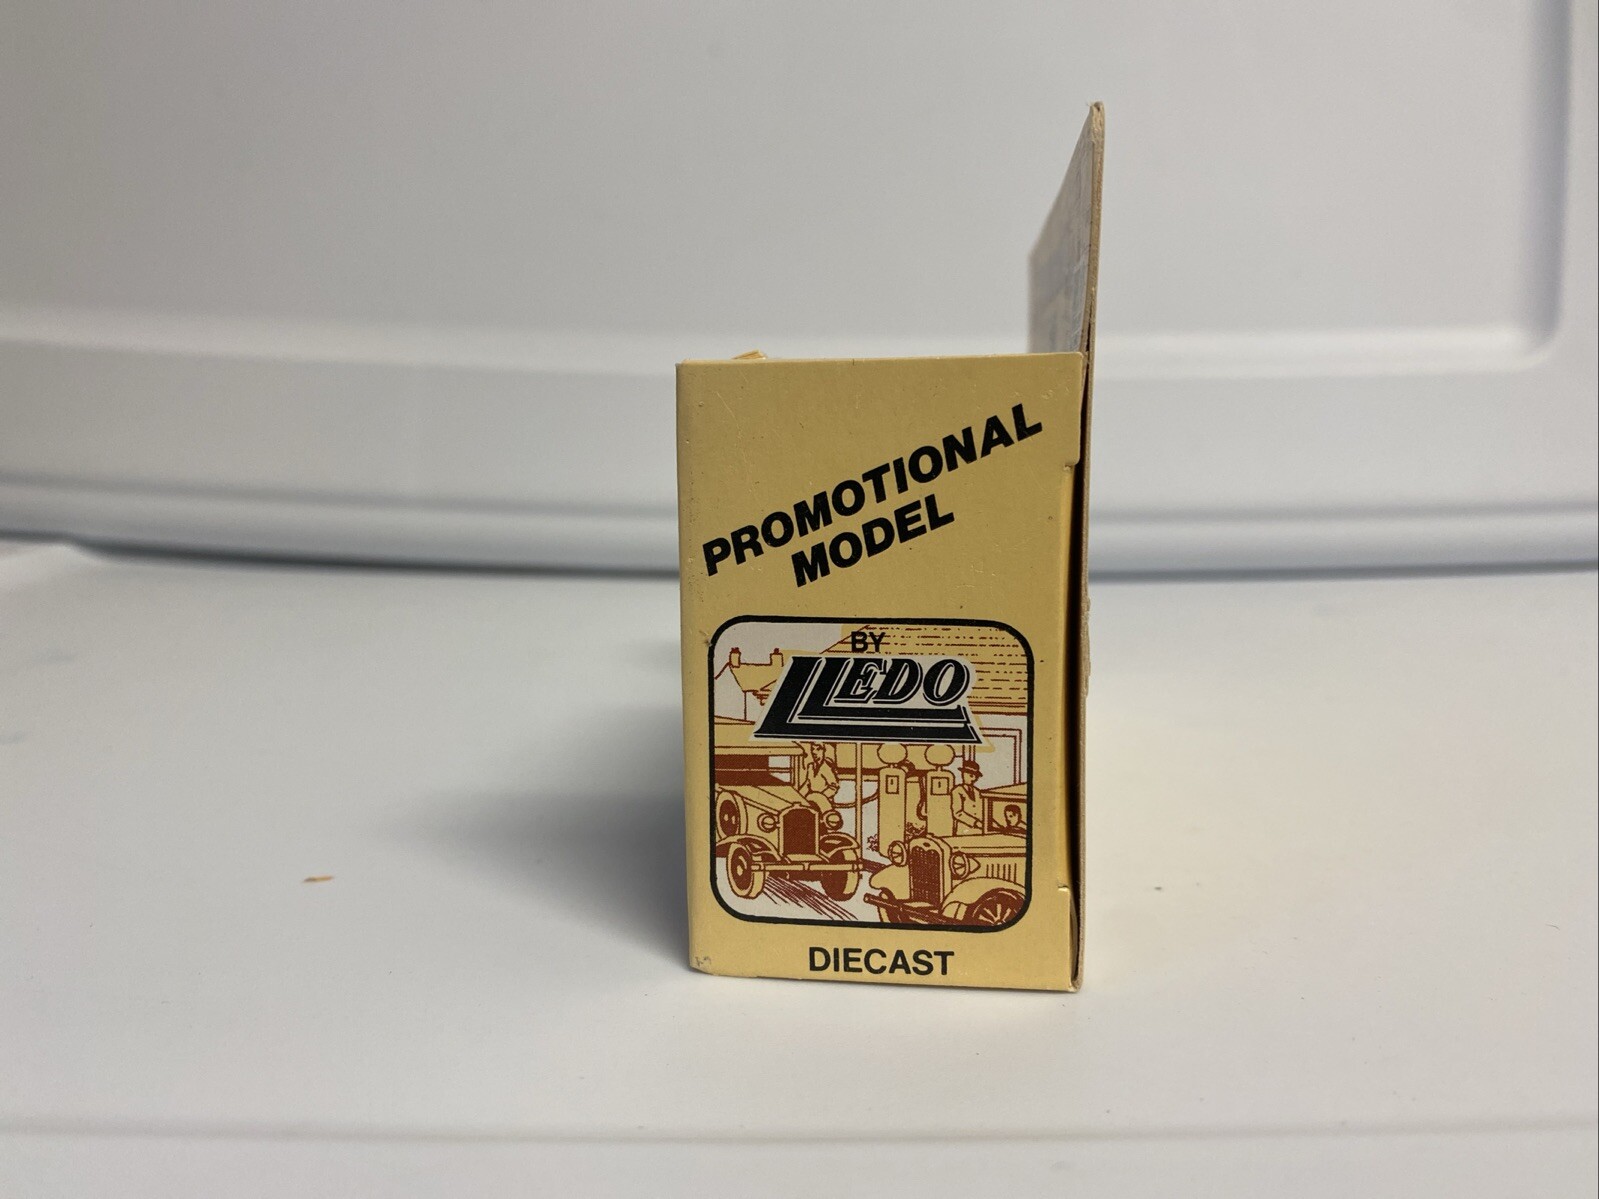 PROMOTIONAL
MODEL
BY
LLEDO
DIECAST